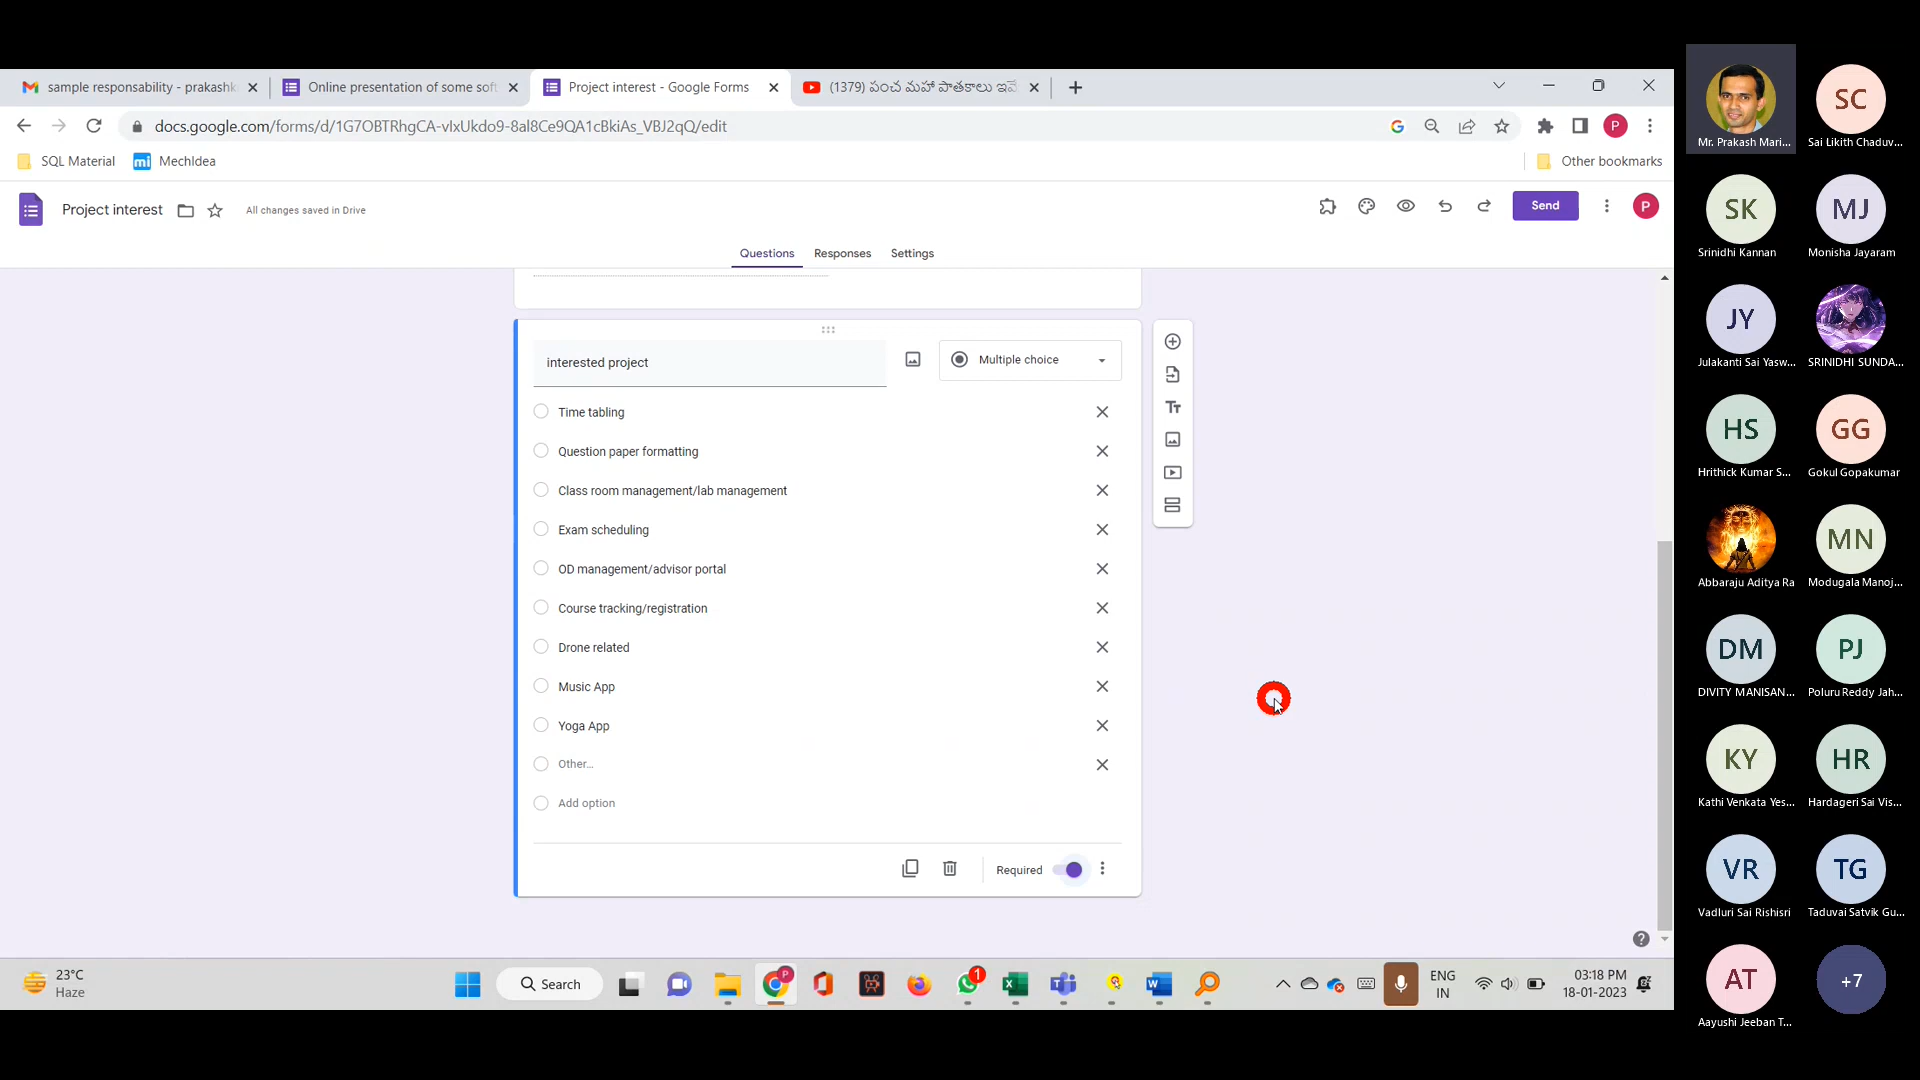 sample responsability - prakashk
Online presentation of some soft
Project interest - Google Forms
(1379) పంచ మహా పాతకాలు ఇవే
docs.google.com/forms/d/1G7OBTRhgCA-vlxUkdo9-8al8Ce9QA1cBkiAs_VBJ2qQ/edit
P
SQL Material
mi MechIdea
Other bookmarks
Project interest
All changes saved in Drive
Send
P
Questions
Responses
Settings
interested project
Multiple choice
Time tabling
Question paper formatting
Class room management/lab management
Exam scheduling
OD management/advisor portal
Course tracking/registration
Drone related
Music App
Yoga App
Other...
Add option
Required
23°C
Haze
Search
P
1
ENG
IN
03:18 PM
18-01-2023
Mr. Prakash Mari...
SC
Sai Likith Chaduv...
SK
Srinidhi Kannan
MJ
Monisha Jayaram
JY
Julakanti Sai Yasw...
SRINIDHI SUNDA...
HS
Hrithick Kumar S...
GG
Gokul Gopakumar
Abbaraju Aditya Ra
MN
Modugala Manoj...
DM
DIVITY MANISAN...
PJ
Poluru Reddy Jah...
KY
Kathi Venkata Yes...
HR
Hardageri Sai Vis...
VR
Vadluri Sai Rishisri
TG
Taduvai Satvik Gu...
AT
Aayushi Jeeban T...
+7